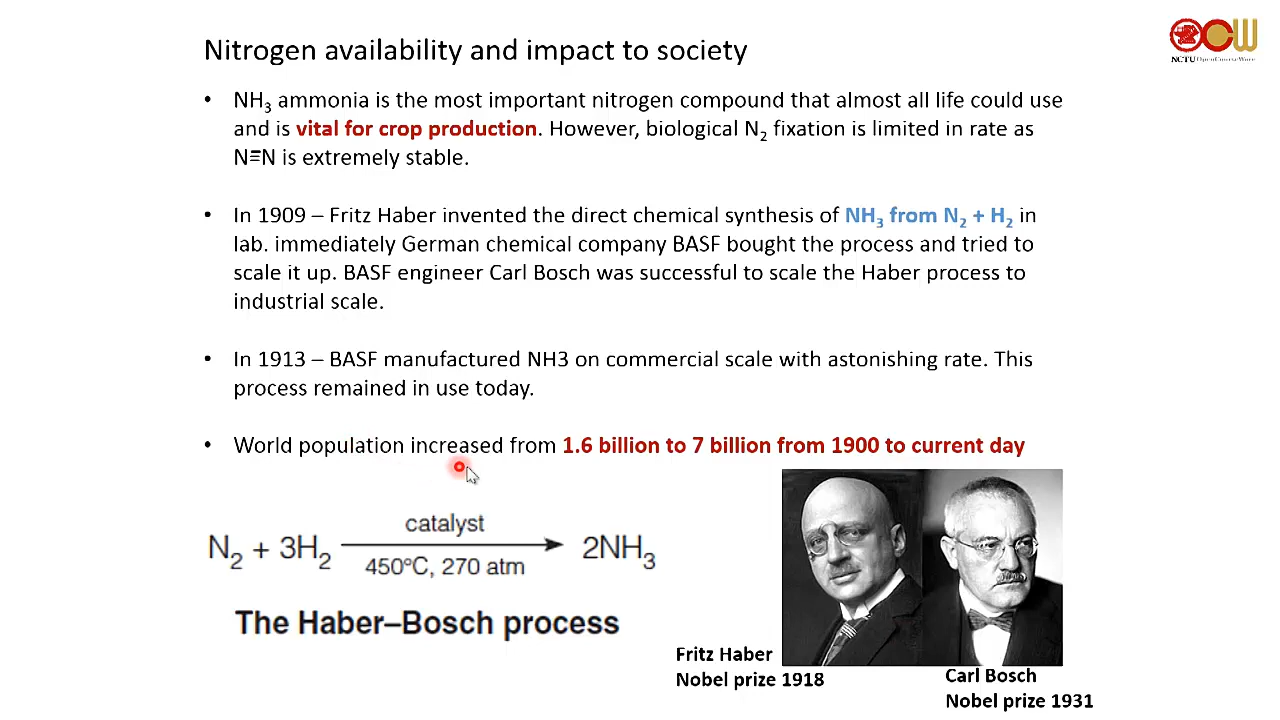 Nitrogen availability and impact to society
NCTU OpenCourseWare
• NH₃ ammonia is the most important nitrogen compound that almost all life could use
and is vital for crop production. However, biological N₂ fixation is limited in rate as
N≡N is extremely stable.
• In 1909 – Fritz Haber invented the direct chemical synthesis of NH₃ from N₂ + H₂ in
lab. immediately German chemical company BASF bought the process and tried to
scale it up. BASF engineer Carl Bosch was successful to scale the Haber process to
industrial scale.
• In 1913 – BASF manufactured NH3 on commercial scale with astonishing rate. This
process remained in use today.
• World population increased from 1.6 billion to 7 billion from 1900 to current day
catalyst
N₂ + 3H₂ ⟶ 2NH₃
450°C, 270 atm
The Haber–Bosch process
Fritz Haber
Nobel prize 1918
Carl Bosch
Nobel prize 1931